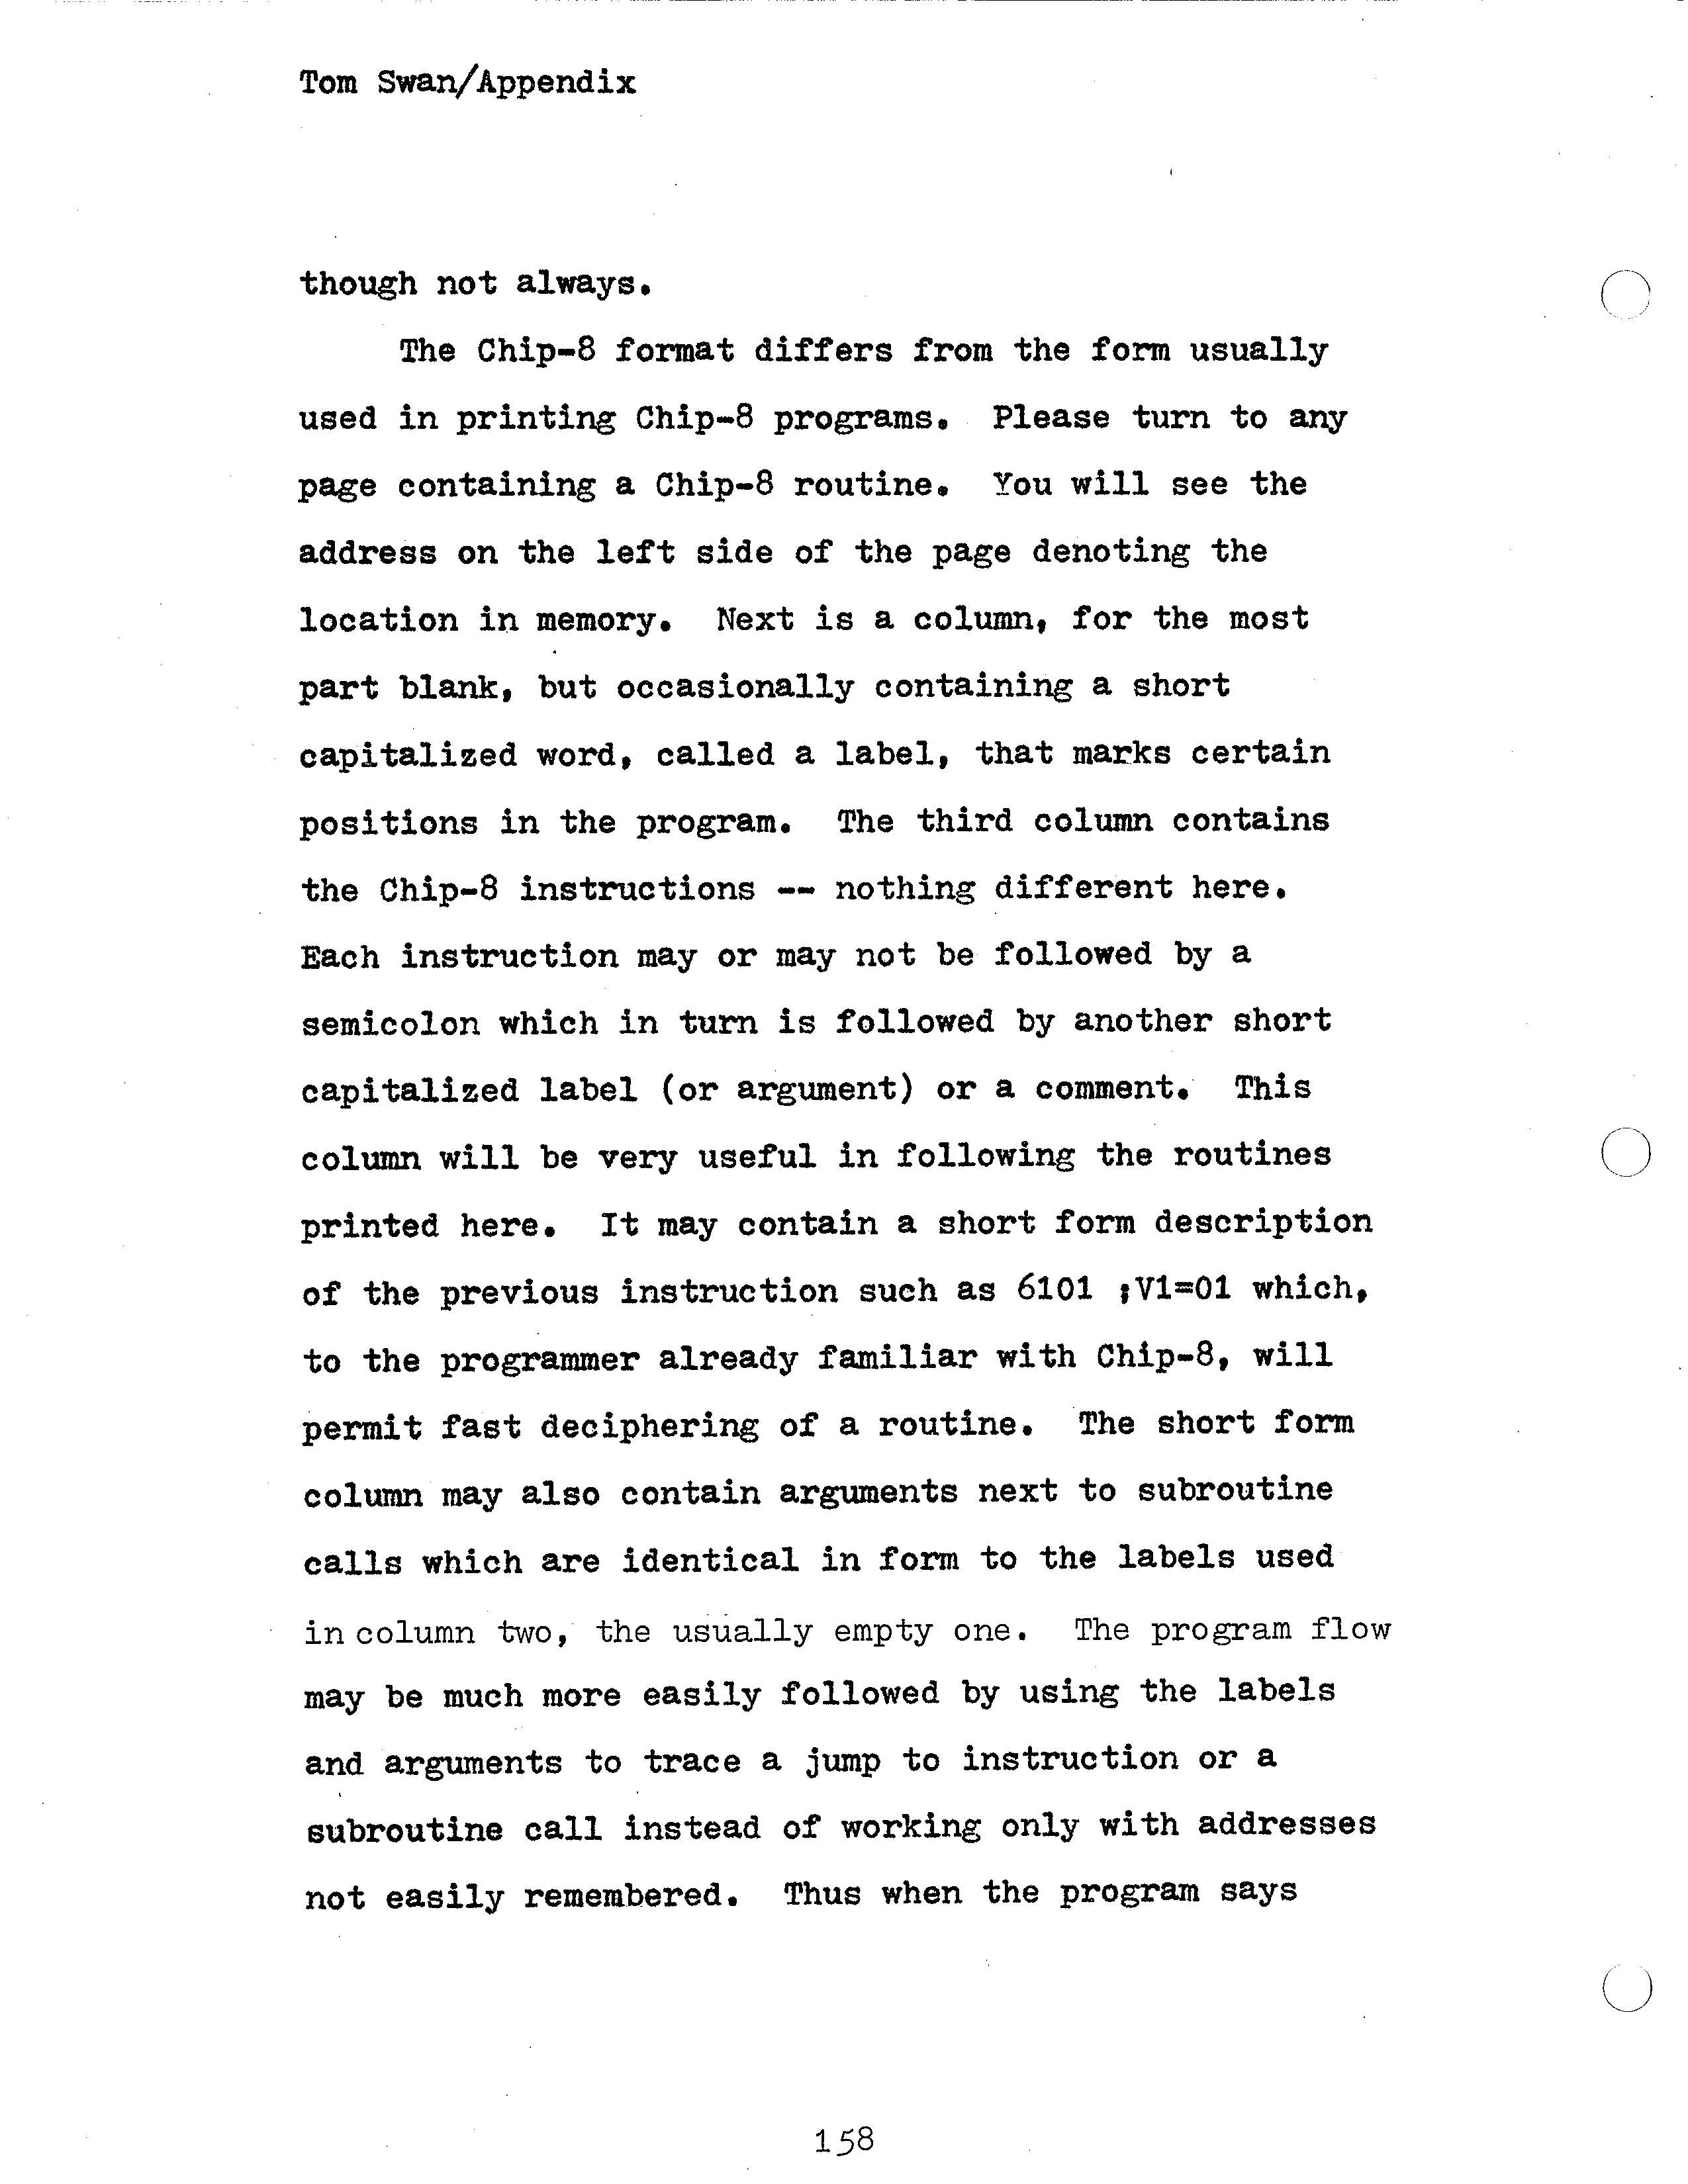 Tom Swan/Appendix
though not always.
The Chip-8 format differs from the form usually
used in printing Chip-8 programs.  Please turn to any
page containing a Chip-8 routine.  You will see the
address on the left side of the page denoting the
location in memory.  Next is a column, for the most
part blank, but occasionally containing a short
capitalized word, called a label, that marks certain
positions in the program.  The third column contains
the Chip-8 instructions -- nothing different here.
Each instruction may or may not be followed by a
semicolon which in turn is followed by another short
capitalized label (or argument) or a comment.  This
column will be very useful in following the routines
printed here.  It may contain a short form description
of the previous instruction such as 6101 ;V1=01 which,
to the programmer already familiar with Chip-8, will
permit fast deciphering of a routine.  The short form
column may also contain arguments next to subroutine
calls which are identical in form to the labels used
in column two, the usually empty one.  The program flow
may be much more easily followed by using the labels
and arguments to trace a jump to instruction or a
subroutine call instead of working only with addresses
not easily remembered.  Thus when the program says
158